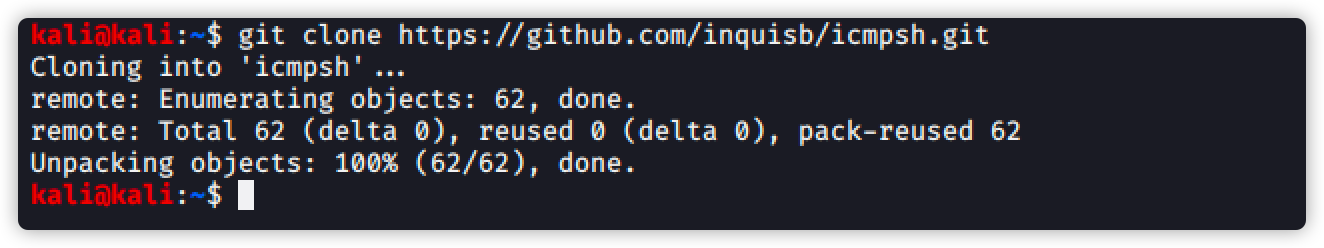 kali@kali:~$ git clone https://github.com/inquisb/icmpsh.git
Cloning into 'icmpsh'...
remote: Enumerating objects: 62, done.
remote: Total 62 (delta 0), reused 0 (delta 0), pack-reused 62
Unpacking objects: 100% (62/62), done.
kali@kali:~$